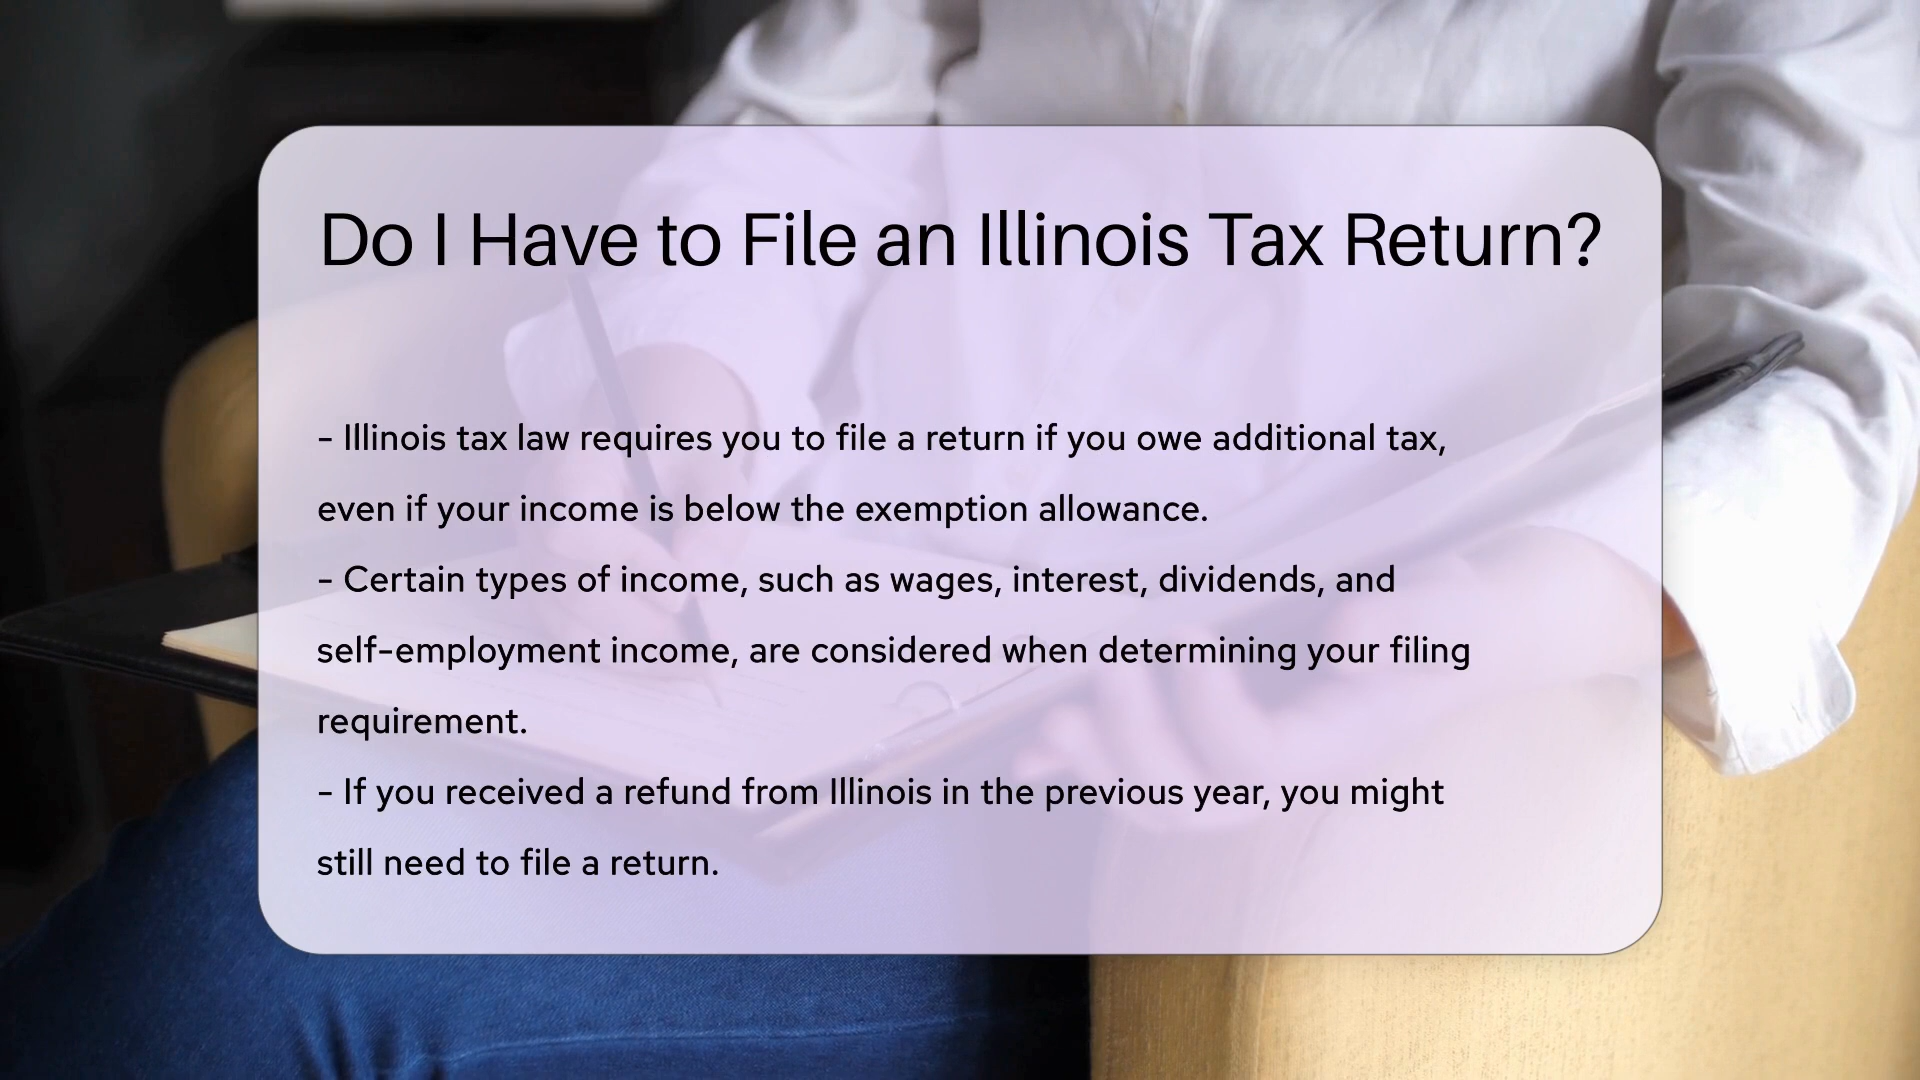 Do I Have to File an Illinois Tax Return?
- Illinois tax law requires you to file a return if you owe additional tax,
even if your income is below the exemption allowance.
- Certain types of income, such as wages, interest, dividends, and
self-employment income, are considered when determining your filing
requirement.
- If you received a refund from Illinois in the previous year, you might
still need to file a return.